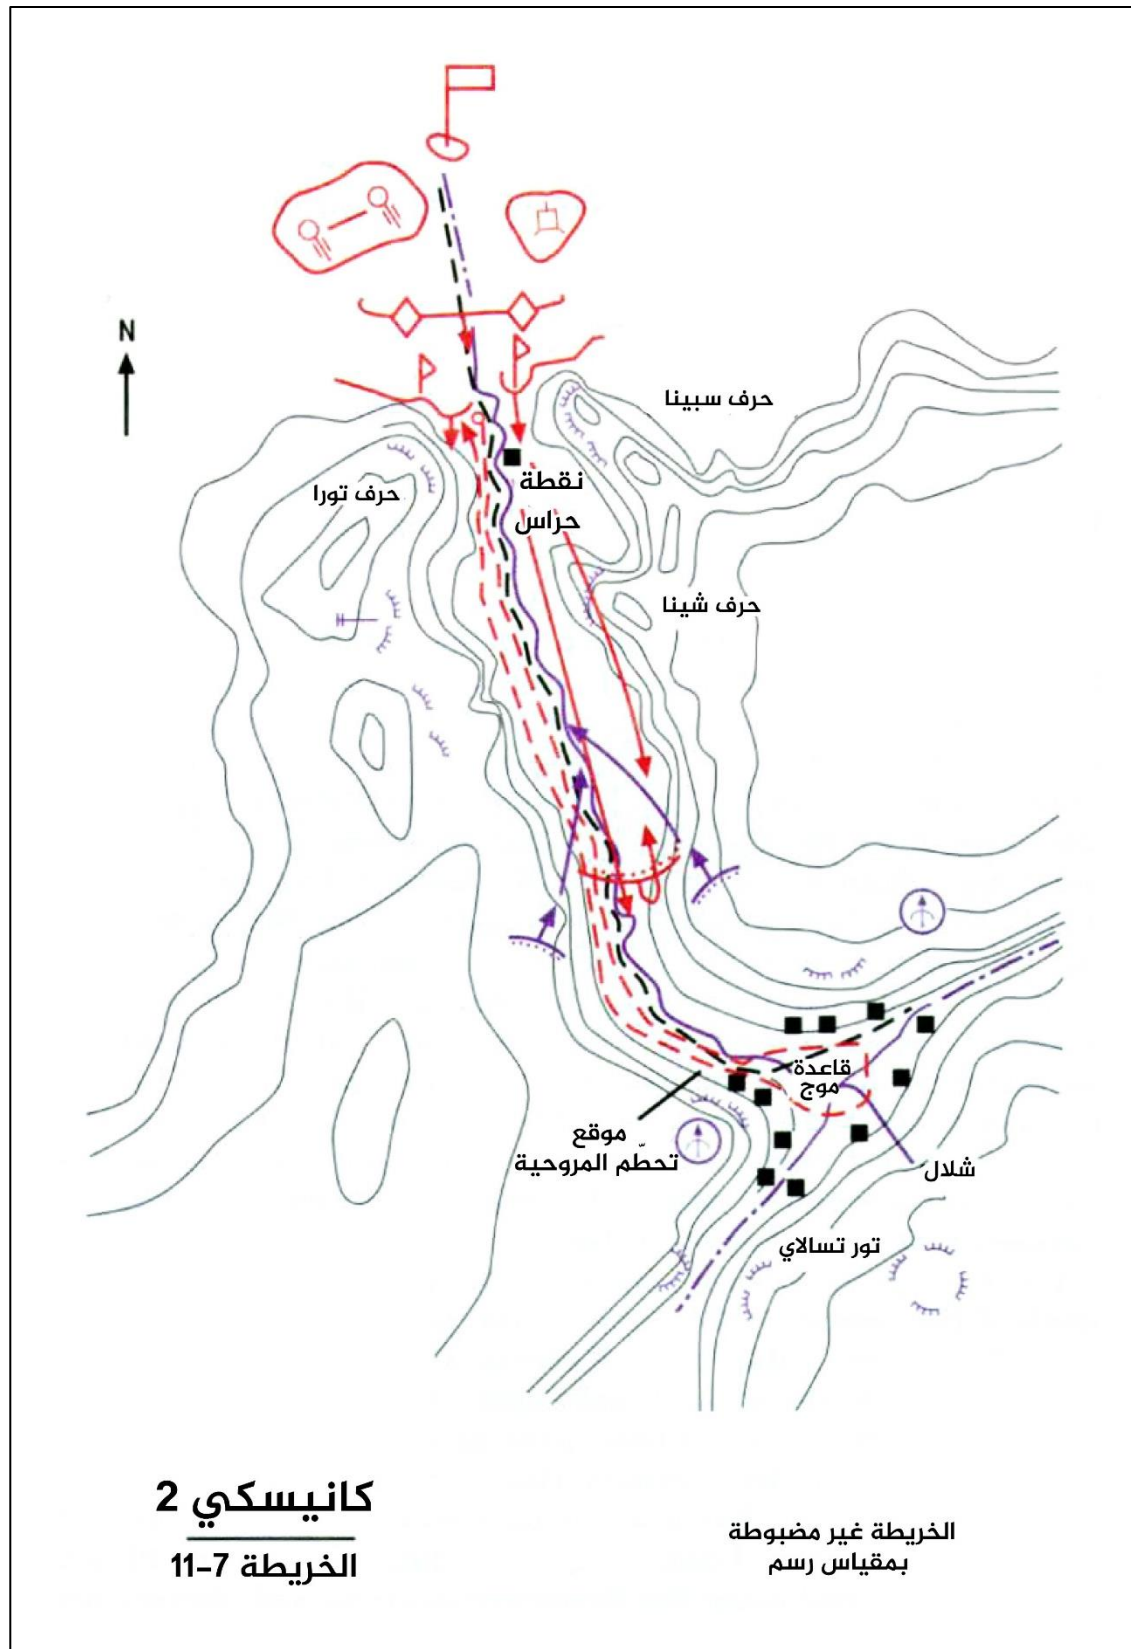 N
حرف سبينا
حرف تورا
نقطة
حراس
حرف شينا
قاعدة
موج
موقع
تحطّم المروحية
شلال
تور تسالاي
كانيسكي 2
الخريطة 7-11
الخريطة غير مضبوطة
بمقياس رسم